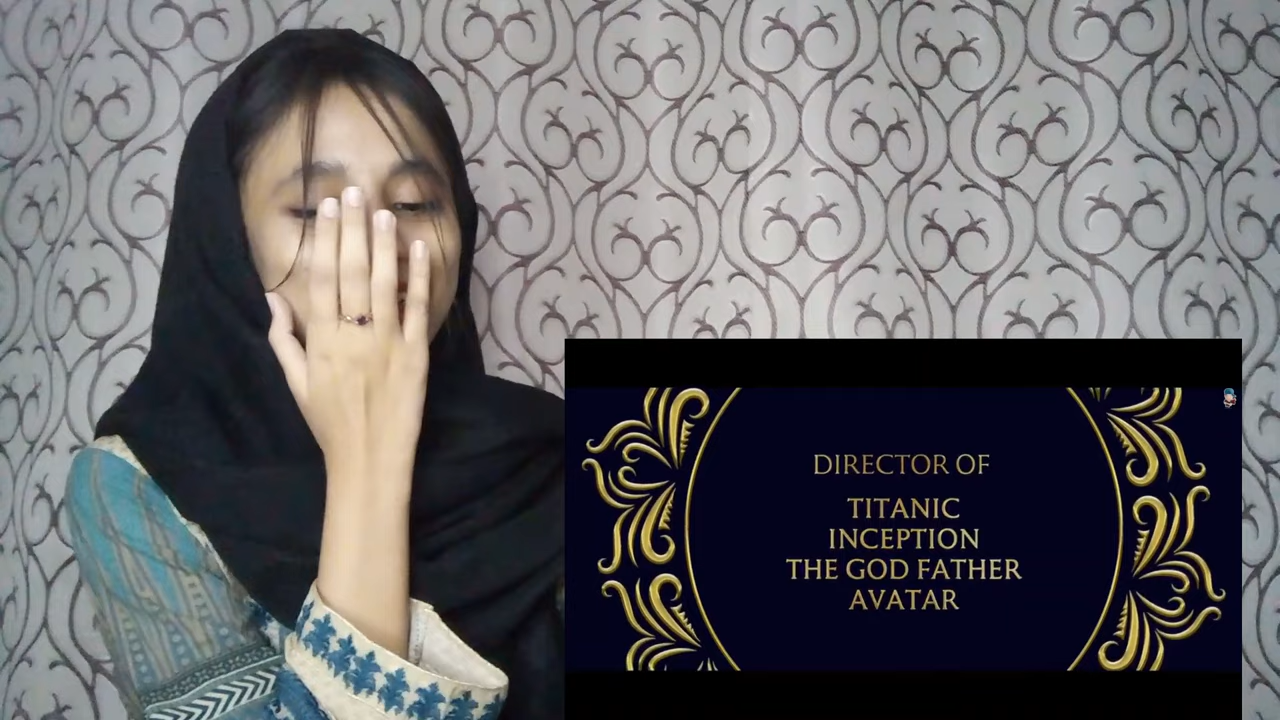 DIRECTOR OF
TITANIC
INCEPTION
THE GOD FATHER
AVATAR